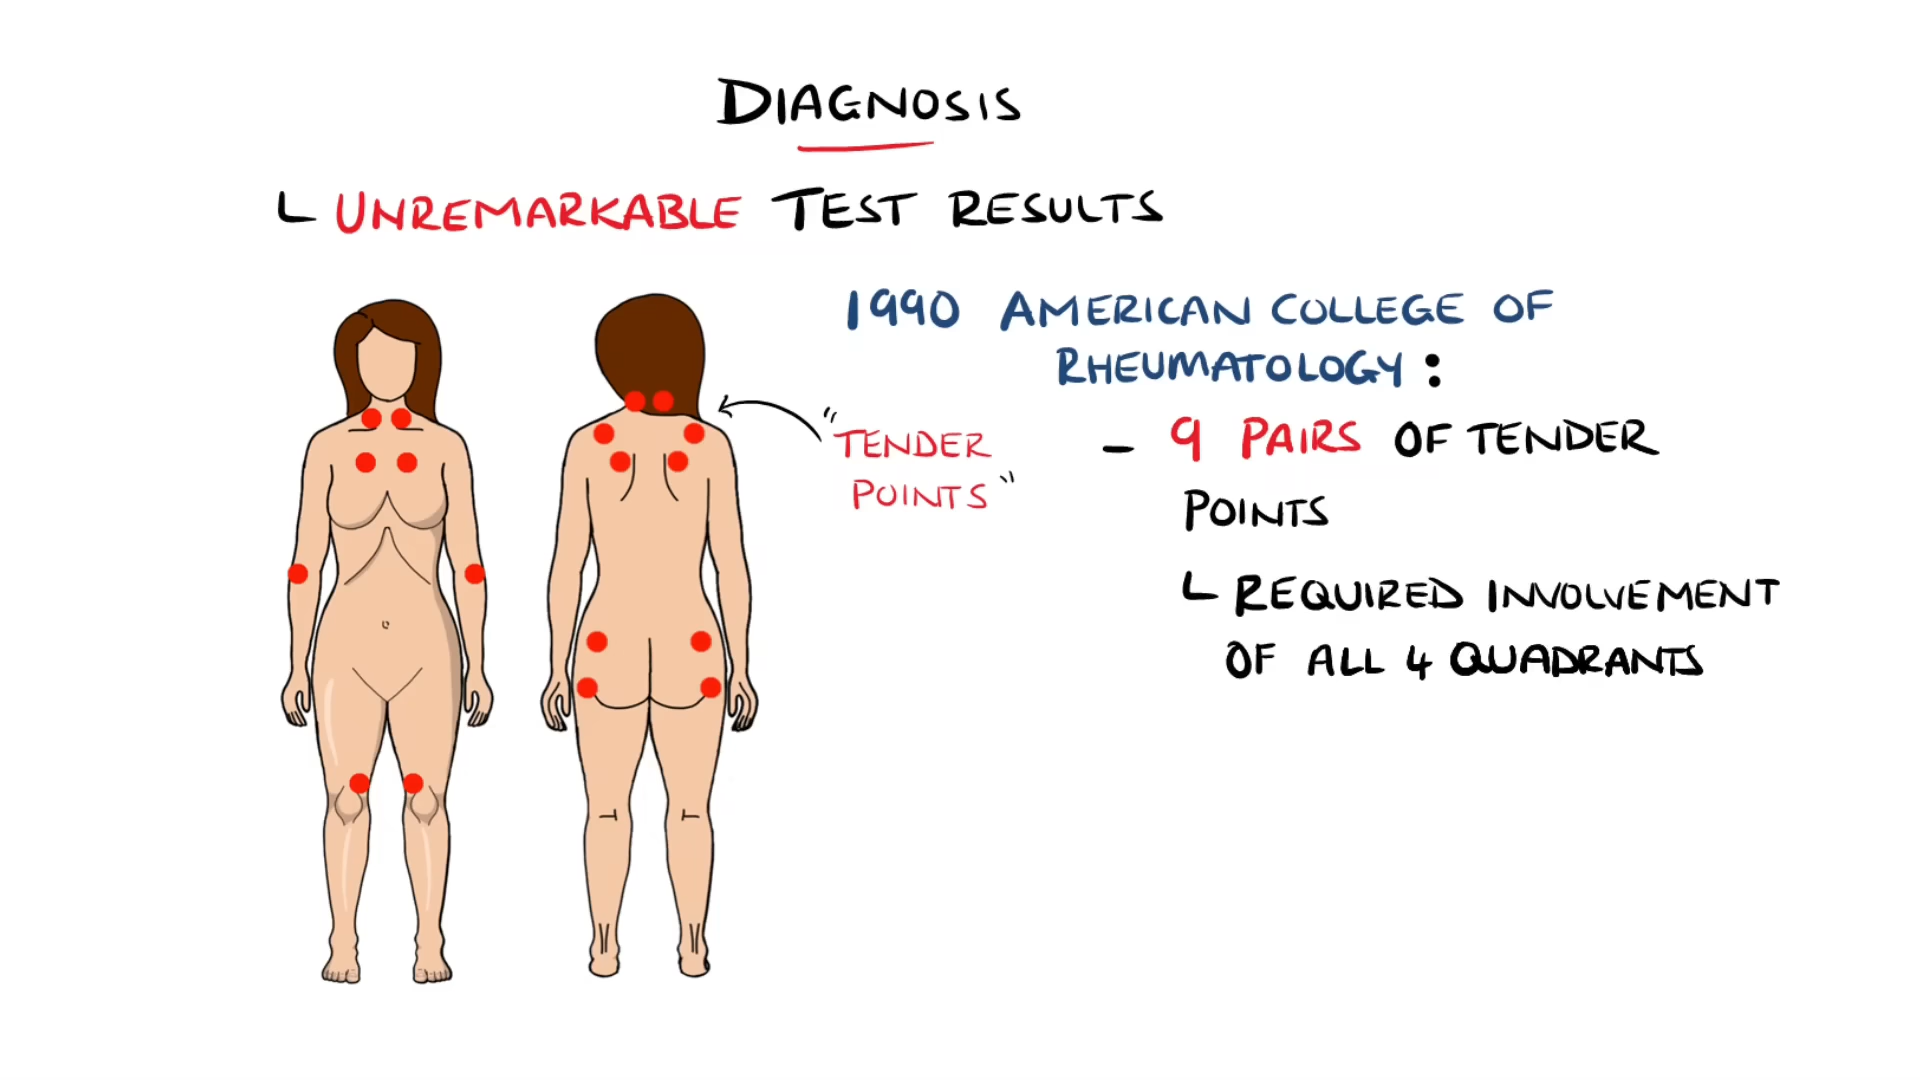 DIAGNOSIS
UNREMARKABLE TEST RESULTS
1990 AMERICAN COLLEGE OF
RHEUMATOLOGY:
"TENDER
POINTS"
- 9 PAIRS OF TENDER
POINTS
REQUIRED INVOLVEMENT
OF ALL 4 QUADRANTS